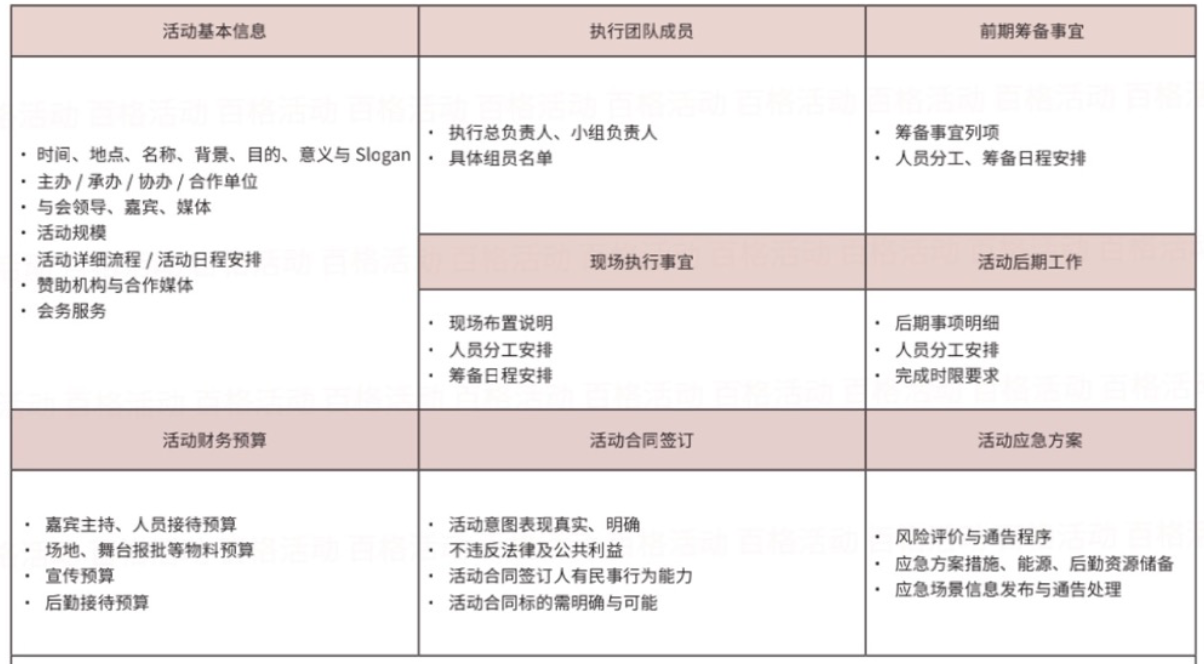 活动基本信息
· 时间、地点、名称、背景、目的、意义与 Slogan
· 主办 / 承办 / 协办 / 合作单位
· 与会领导、嘉宾、媒体
· 活动规模
· 活动详细流程 / 活动日程安排
· 赞助机构与合作媒体
· 会务服务
执行团队成员
· 执行总负责人、小组负责人
· 具体组员名单
前期筹备事宜
· 筹备事宜列项
· 人员分工、筹备日程安排
现场执行事宜
· 现场布置说明
· 人员分工安排
· 筹备日程安排
活动后期工作
· 后期事项明细
· 人员分工安排
· 完成时限要求
活动财务预算
· 嘉宾主持、人员接待预算
· 场地、舞台报批等物料预算
· 宣传预算
· 后勤接待预算
活动合同签订
· 活动意图表现真实、明确
· 不违反法律及公共利益
· 活动合同签订人有民事行为能力
· 活动合同标的需明确与可能
活动应急方案
· 风险评价与通告程序
· 应急方案措施、能源、后勤资源储备
· 应急场景信息发布与通告处理
百格活动 百格活动 百格活动 百格活动 百格活动 百格活动 百格活动 百格活动